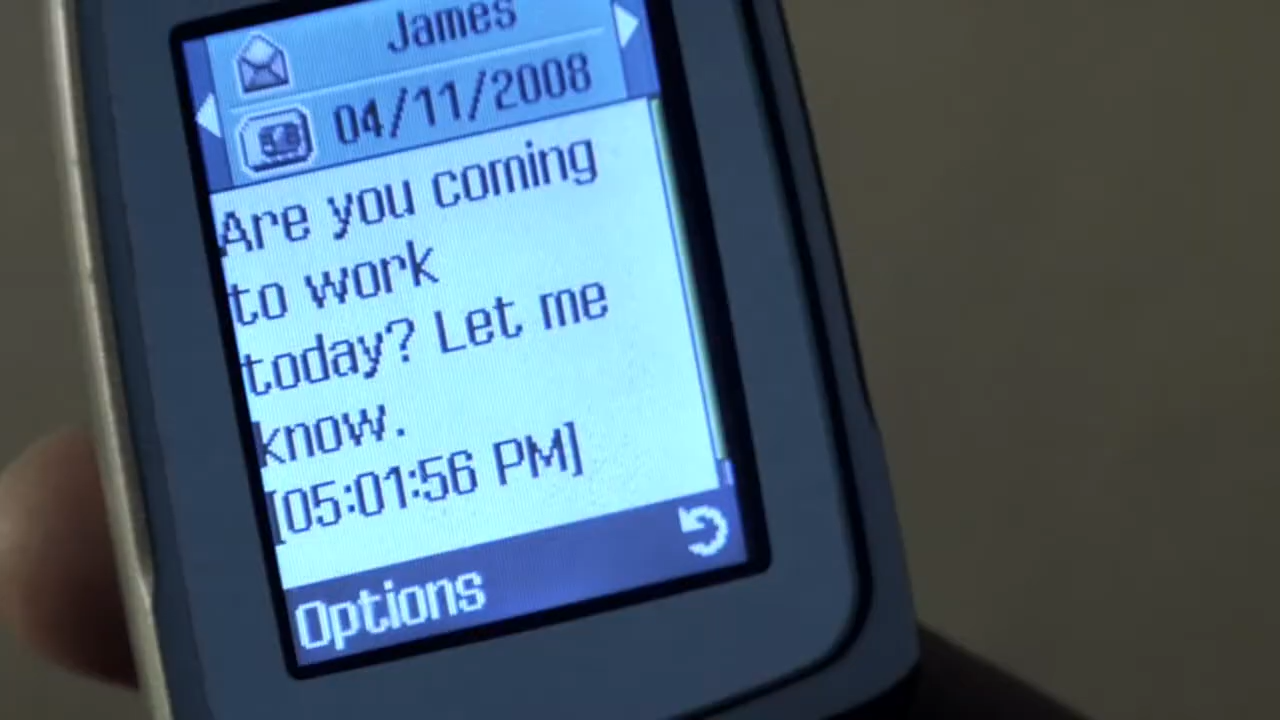 James
04/11/2008
Are you coming
to work
today? Let me
know.
[05:01:56 PM]
Options